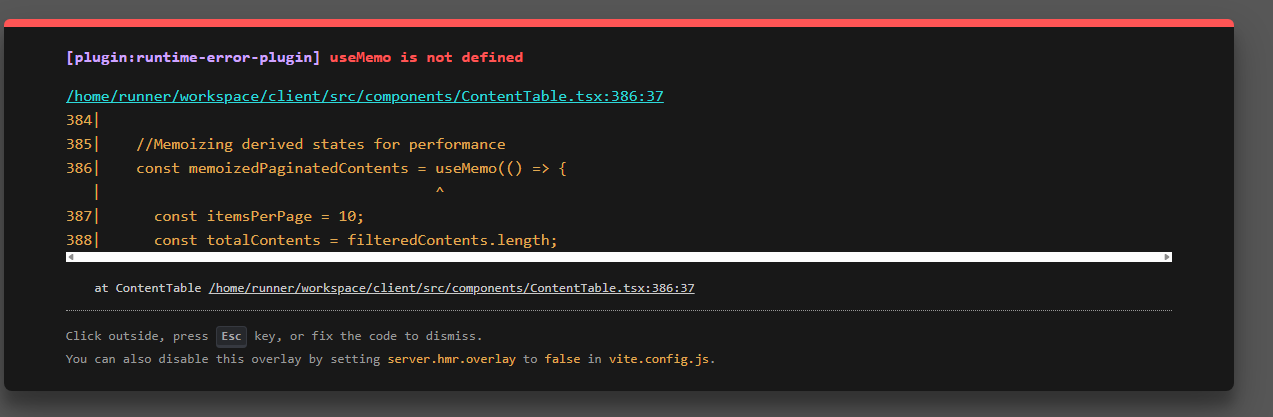 [plugin:runtime-error-plugin] useMemo is not defined
/home/runner/workspace/client/src/components/ContentTable.tsx:386:37
384|
385|    //Memoizing derived states for performance
386|    const memoizedPaginatedContents = useMemo(() => {
   |                                      ^
387|      const itemsPerPage = 10;
388|      const totalContents = filteredContents.length;
at ContentTable /home/runner/workspace/client/src/components/ContentTable.tsx:386:37
Click outside, press Esc key, or fix the code to dismiss.
You can also disable this overlay by setting server.hmr.overlay to false in vite.config.js.